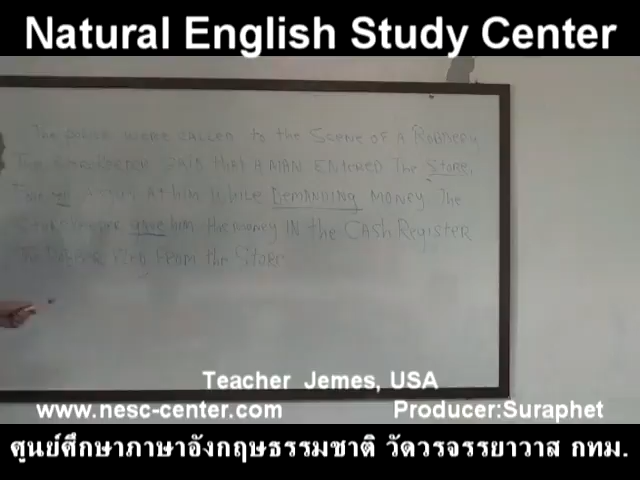 Natural English Study Center
The police were CALLED to the SCENE OF A RObbERY
SAID tHAt A MAN ENtERED The StoRE,
At him while DEMANDING MONEY The
gave him the money IN the CASh Register
FROM the StoRE
Teacher Jemes, USA
www.nesc-center.com Producer:Suraphet
ศูนย์ศึกษาภาษาอังกฤษธรรมชาติ วัดวรจรรยาวาส กทม.